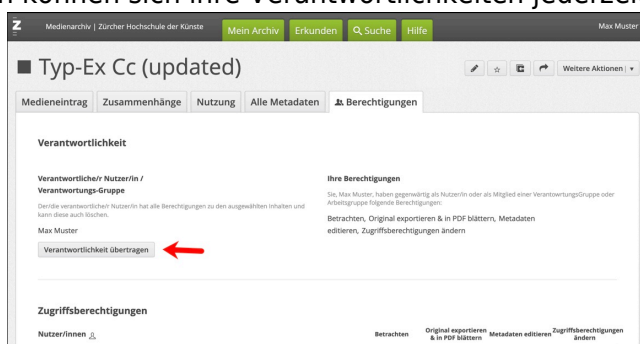 können sich ihre Verantwortlichkeiten
Z Medienarchiv | Zürcher Hochschule der Künste Mein Archiv Erkunden Suche Hilfe Max Muster
Typ-Ex Cc (updated)
Weitere Aktionen
Medieneintrag Zusammenhänge Nutzung Alle Metadaten Berechtigungen
Verantwortlichkeit
Verantwortliche/r Nutzer/in /
Verantwortungs-Gruppe
Der/die verantwortliche/r Nutzer/in hat alle Berechtigungen zu den ausgewählten Inhalten und
kann diese auch löschen.
Max Muster
Verantwortlichkeit übertragen
Ihre Berechtigungen
Sie, Max Muster, haben gegenwärtig als Nutzer/in oder als Mitglied einer VerantwortungsGruppe oder
Arbeitsgruppe folgende Berechtigungen:
Betrachten, Original exportieren & in PDF blättern, Metadaten
editieren, Zugriffsberechtigungen ändern
Zugriffsberechtigungen
Nutzer/innen
Betrachten
Original exportieren
& in PDF blättern
Metadaten editieren
Zugriffsberechtigungen
ändern